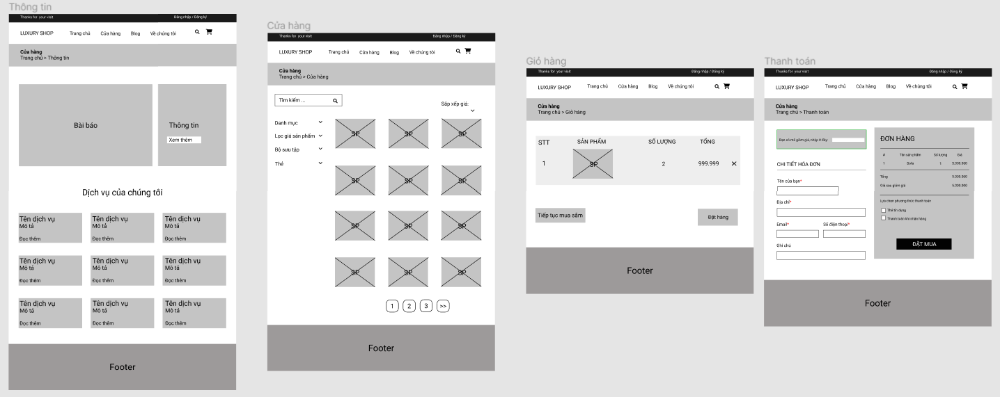 Thông tin
Thanks for your visit
Đăng nhập / Đăng ký
LUXURY SHOP
Trang chủ
Cửa hàng
Blog
Về chúng tôi
Cửa hàng
Trang chủ > Thông tin
Bài báo
Thông tin
Xem thêm
Dịch vụ của chúng tôi
Tên dịch vụ
Mô tả
Đọc thêm
Tên dịch vụ
Mô tả
Đọc thêm
Tên dịch vụ
Mô tả
Đọc thêm
Tên dịch vụ
Mô tả
Đọc thêm
Tên dịch vụ
Mô tả
Đọc thêm
Tên dịch vụ
Mô tả
Đọc thêm
Tên dịch vụ
Mô tả
Đọc thêm
Tên dịch vụ
Mô tả
Đọc thêm
Tên dịch vụ
Mô tả
Đọc thêm
Footer
Cửa hàng
Thanks for your visit
Đăng nhập / Đăng ký
LUXURY SHOP
Trang chủ
Cửa hàng
Blog
Về chúng tôi
Cửa hàng
Trang chủ > Cửa hàng
Tìm kiếm ...
Sắp xếp giá:
Danh mục
Lọc giá sản phẩm
Bộ sưu tập
Thẻ
SP
SP
SP
SP
SP
SP
SP
SP
SP
SP
SP
SP
1
2
3
>>
Footer
Giỏ hàng
Thanks for your visit
Đăng nhập / Đăng ký
LUXURY SHOP
Trang chủ
Cửa hàng
Blog
Về chúng tôi
Cửa hàng
Trang chủ > Giỏ hàng
STT
SẢN PHẨM
SỐ LƯỢNG
TỔNG
1
SP
2
999.999
Tiếp tục mua sắm
Đặt hàng
Footer
Thanh toán
Thanks for your visit
Đăng nhập / Đăng ký
LUXURY SHOP
Trang chủ
Cửa hàng
Blog
Về chúng tôi
Cửa hàng
Trang chủ > Thanh toán
Bạn có mã giảm giá, nhập ở đây:
CHI TIẾT HÓA ĐƠN
Tên của bạn*
Địa chỉ*
Email*
Số điện thoại*
Ghi chú
ĐƠN HÀNG
#
Tên sản phẩm
Số lượng
Giá
1
Sofa
1
5.000.000
Tổng
5.000.000
Giá sau giảm giá
5.000.000
Lựa chọn phương thức thanh toán
Thẻ tín dụng
Thanh toán khi nhận hàng
ĐẶT MUA
Footer